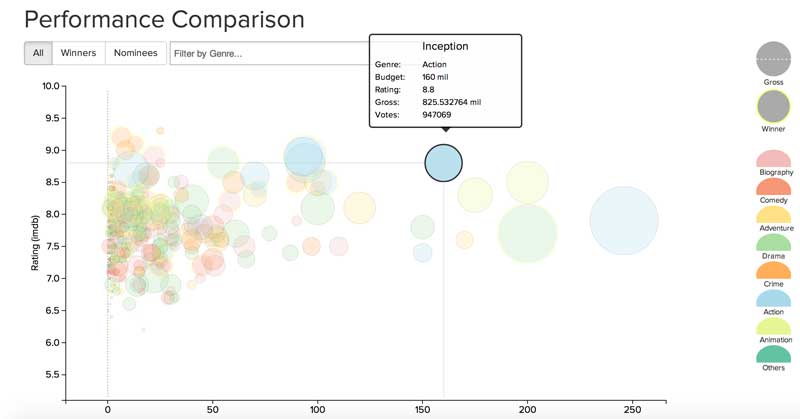 Performance Comparison
All Winners Nominees Filter by Genre...
Inception
Genre: Action
Budget: 160 mil
Rating: 8.8
Gross: 825.532764 mil
Votes: 947069
Gross
Winner
Biography
Comedy
Adventure
Drama
Crime
Action
Animation
Others
Rating (imdb)
10.0
9.5
9.0
8.5
8.0
7.5
7.0
6.5
6.0
5.5
0 50 100 150 200 250